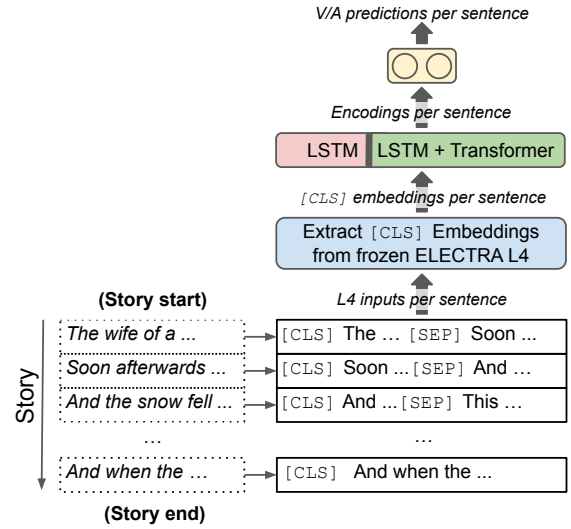 V/A predictions per sentence
Encodings per sentence
LSTM LSTM + Transformer
[CLS] embeddings per sentence
Extract [CLS] Embeddings
from frozen ELECTRA L4
(Story start) L4 inputs per sentence
The wife of a ... [CLS] The … [SEP] Soon ...
Soon afterwards ... [CLS] Soon ...[SEP] And …
And the snow fell ... [CLS] And ...[SEP] This …
Story
… ...
And when the … [CLS] And when the ...
(Story end)